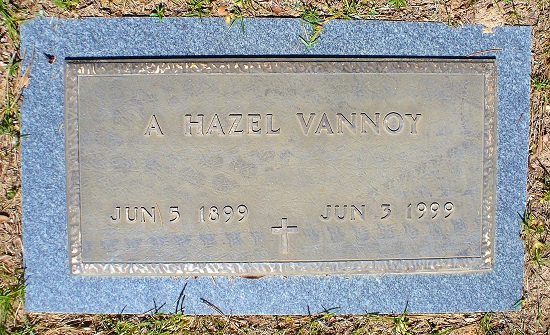 A HAZEL VANNOY
JUN 5 1899 JUN 3 1999